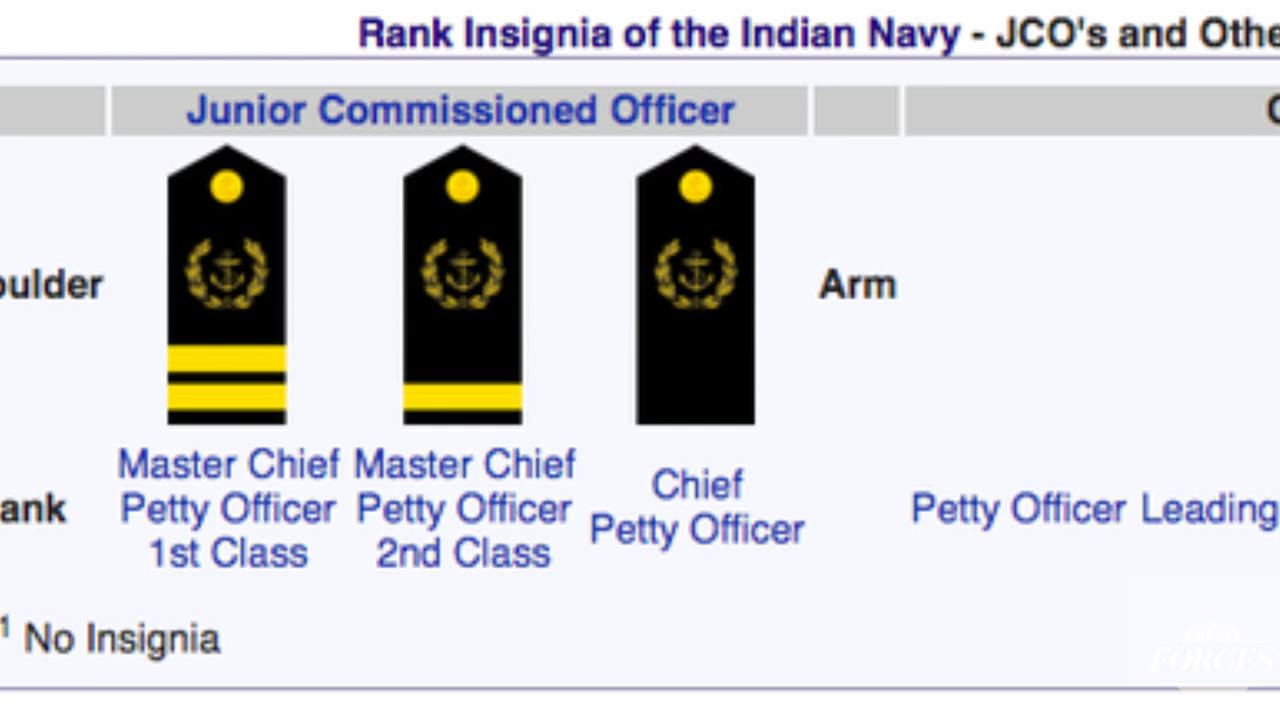 Rank Insignia of the Indian Navy - JCO's and Othe
Junior Commissioned Officer
C
oulder
Arm
ank
Master Chief
Petty Officer
1st Class
Master Chief
Petty Officer
2nd Class
Chief
Petty Officer
Petty Officer
Leading
1 No Insignia
FORCES